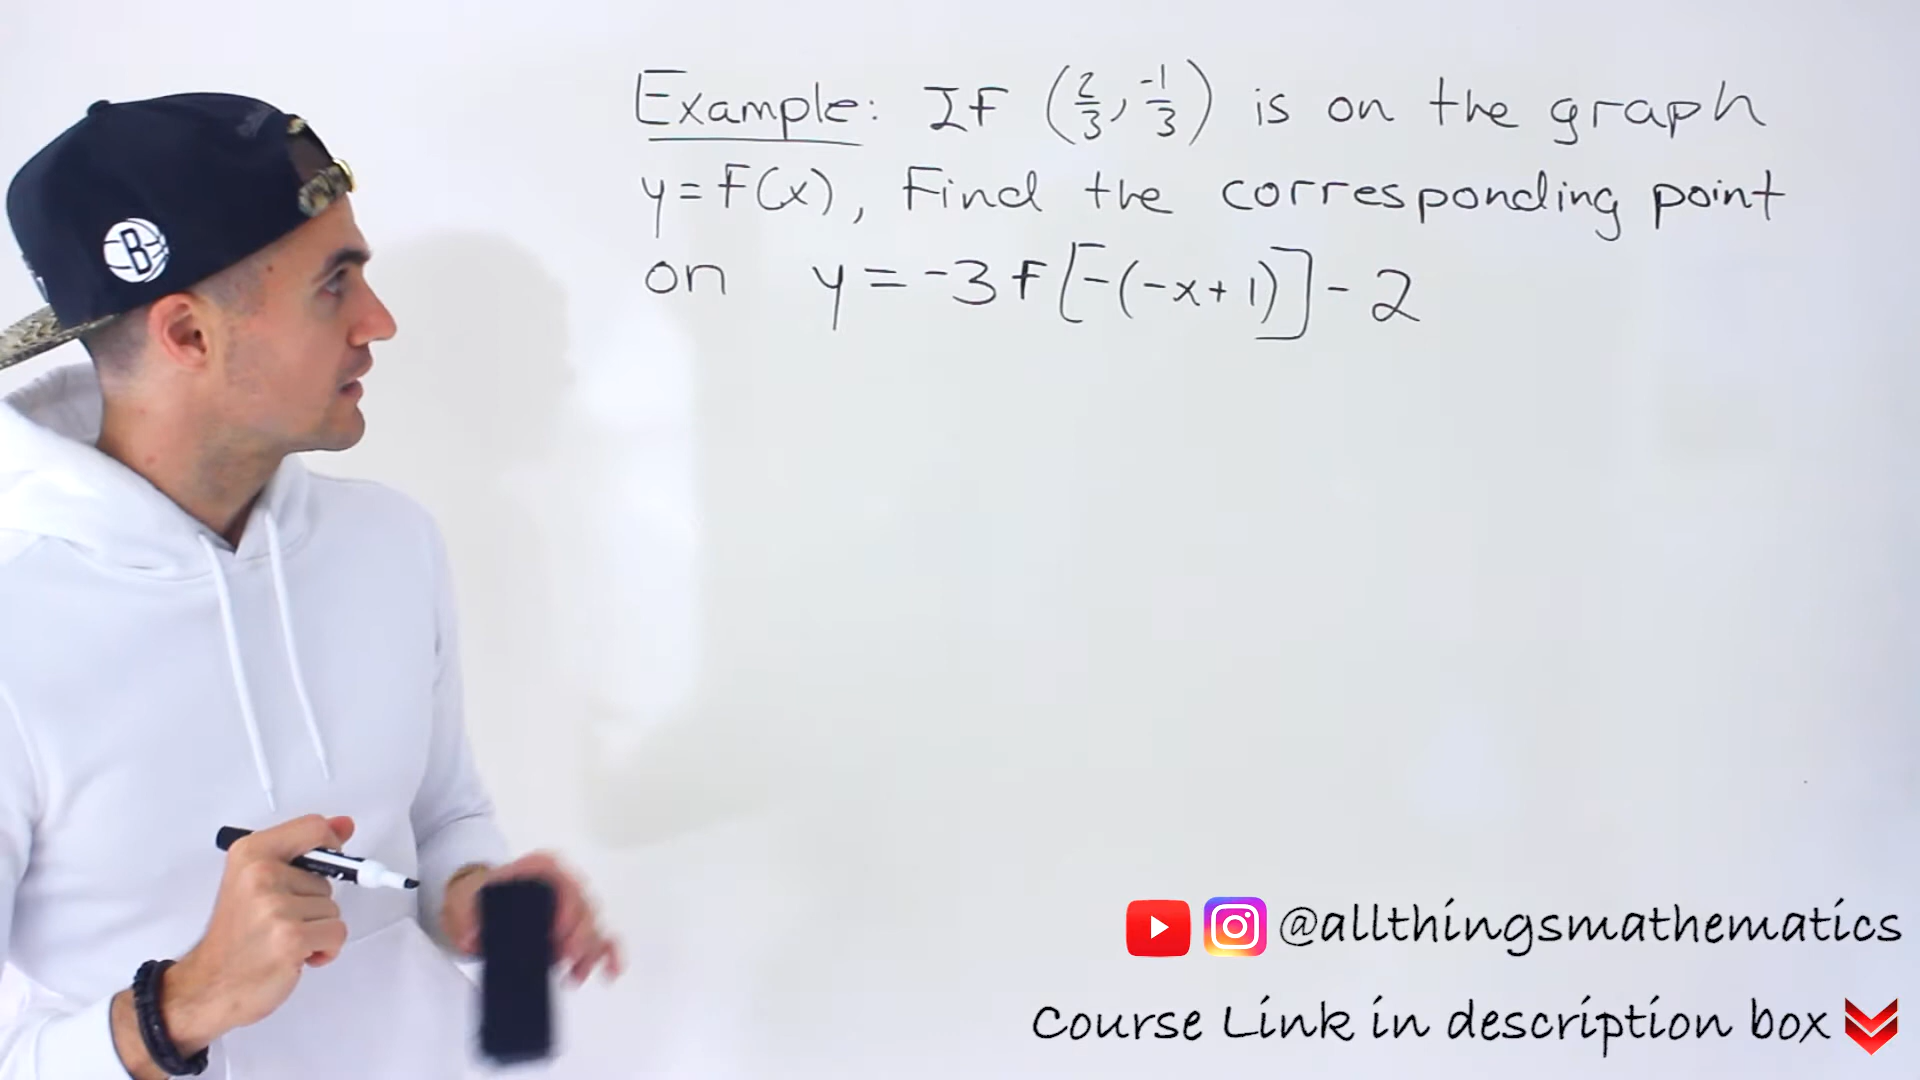 Example: If (2/3, -1/3) is on the graph
y=f(x), Find the corresponding point
on y = -3f[-(-x+1)] - 2
B
@allthingsmathematics
Course Link in description box